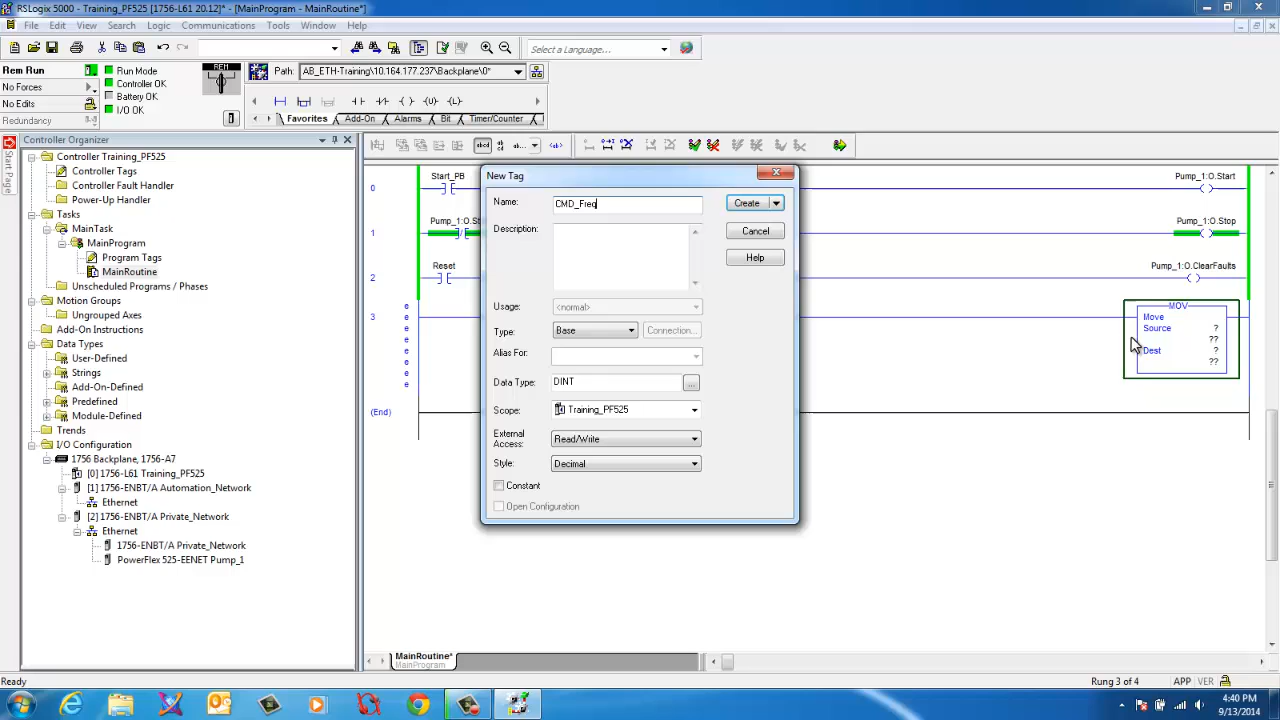 RSLogix 5000 - Training_PF525 [1756-L61 20.12]* - [MainProgram - MainRoutine*]
File Edit View Search Logic Communications Tools Window Help
Select a Language...
Rem Run
No Forces
No Edits
Redundancy
Run Mode
Controller OK
Battery OK
I/O OK
REM
Path: AB_ETH-Training\10.164.177.237\Backplane\0*
Favorites Add-On Alarms Bit Timer/Counter
Start Page
Controller Organizer
Controller Training_PF525
Controller Tags
Controller Fault Handler
Power-Up Handler
Tasks
MainTask
MainProgram
Program Tags
MainRoutine
Unscheduled Programs / Phases
Motion Groups
Ungrouped Axes
Add-On Instructions
Data Types
User-Defined
Strings
Add-On-Defined
Predefined
Module-Defined
Trends
I/O Configuration
1756 Backplane, 1756-A7
[0] 1756-L61 Training_PF525
[1] 1756-ENBT/A Automation_Network
Ethernet
[2] 1756-ENBT/A Private_Network
Ethernet
1756-ENBT/A Private_Network
PowerFlex 525-EENET Pump_1
0
Start_PB
Pump_1:O.Start
1
Pump_1:O.S
Pump_1:O.Stop
2
Reset
Pump_1:O.ClearFaults
3
e
e
e
e
e
e
e
e
MOV
Move
Source ?
??
Dest ?
??
(End)
New Tag
Name: CMD_Freq
Description:
Usage: <normal>
Type: Base Connection...
Alias For:
Data Type: DINT ...
Scope: Training_PF525
External Access: Read/Write
Style: Decimal
Constant
Open Configuration
Create
Cancel
Help
MainRoutine*
MainProgram
Ready
Rung 3 of 4 APP VER
4:40 PM
9/13/2014